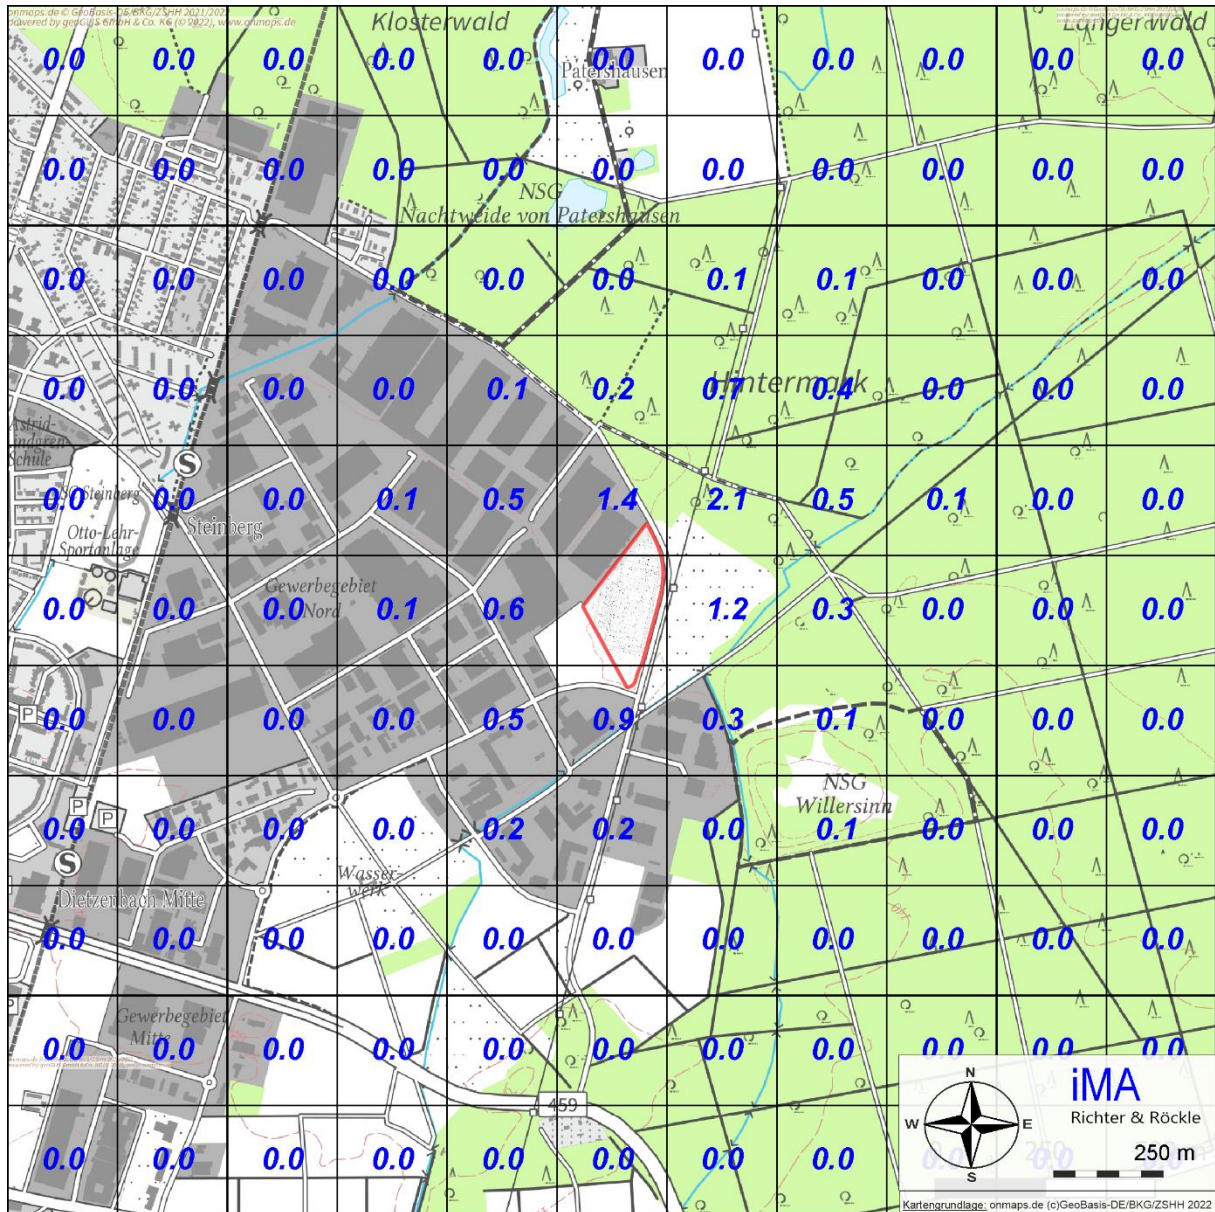 onmaps.de © GeoBasis-DE/BKG/ZSHH 2021/2022
powered by geoGLIS GmbH & Co. KG (© 2022), www.onmaps.de
Klosterwald
Langerwald
0.0 0.0 0.0 0.0 0.0 0.0 0.0 0.0 0.0 0.0 0.0
Patershausen
0.0 0.0 0.0 0.0 0.0 0.0 0.0 0.0 0.0 0.0 0.0
NSG
Nachtweide von Patershausen
0.0 0.0 0.0 0.0 0.0 0.0 0.1 0.1 0.0 0.0 0.0
0.0 0.0 0.0 0.0 0.1 0.2 0.7 0.4 0.0 0.0 0.0
Hintermark
Astrid-
Lindgren-
Schule
S
SC Steinberg
0.0 0.0 0.0 0.1 0.5 1.4 2.1 0.5 0.1 0.0 0.0
Steinberg
Otto-Lehr-
Sportanlage
Gewerbegebiet
Nord
0.0 0.0 0.0 0.1 0.6 1.2 0.3 0.0 0.0 0.0
P
0.0 0.0 0.0 0.0 0.5 0.9 0.3 0.1 0.0 0.0 0.0
NSG
Willersinn
P
P
0.0 0.0 0.0 0.0 0.2 0.2 0.0 0.1 0.0 0.0 0.0
S
Wasser-
werk
Dietzenbach Mitte
0.0 0.0 0.0 0.0 0.0 0.0 0.0 0.0 0.0 0.0 0.0
Gewerbegebiet
Mitte
0.0 0.0 0.0 0.0 0.0 0.0 0.0 0.0 0.0 0.0 0.0
459
0.0 0.0 0.0 0.0 0.0 0.0 0.0 0.0 0.0 0.0 0.0
N
W E
S
iMA
Richter & Röckle
250 m
Kartengrundlage: onmaps.de (c)GeoBasis-DE/BKG/ZSHH 2022